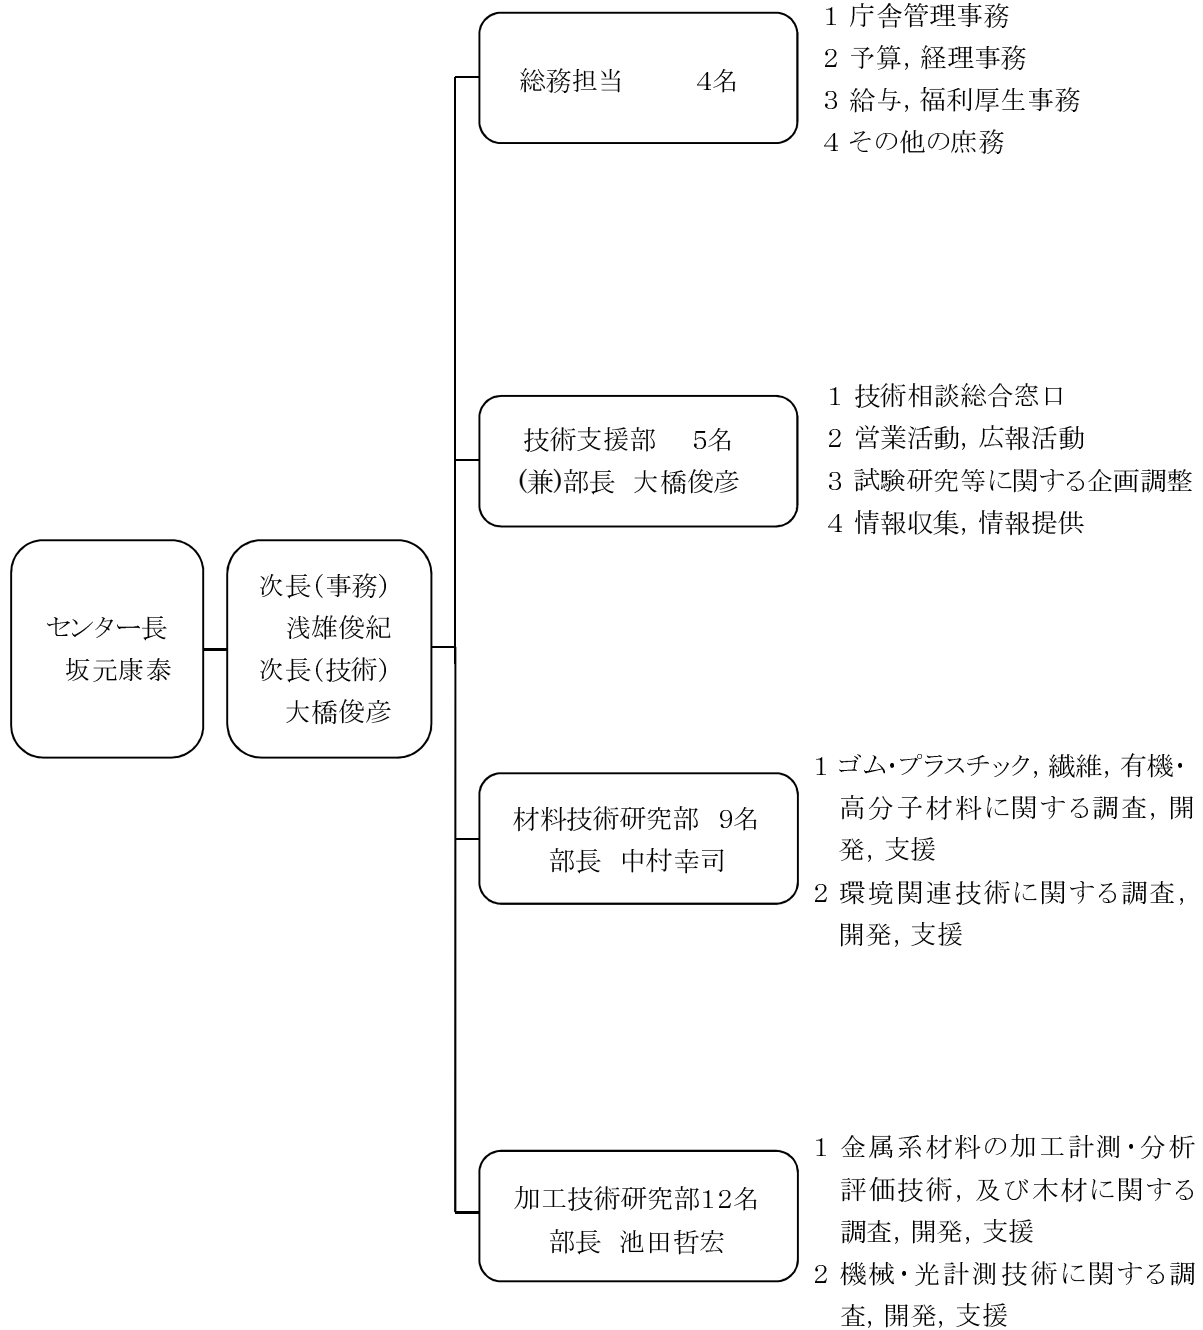 総務担当　4名
1 庁舎管理事務
2 予算, 経理事務
3 給与, 福利厚生事務
4 その他の庶務
技術支援部　5名
(兼)部長　大橋俊彦
1 技術相談総合窓口
2 営業活動, 広報活動
3 試験研究等に関する企画調整
4 情報収集, 情報提供
センター長
坂元康泰
次長(事務)
浅雄俊紀
次長(技術)
大橋俊彦
材料技術研究部　9名
部長　中村幸司
1 ゴム・プラスチック, 繊維, 有機・
高分子材料に関する調査, 開
発, 支援
2 環境関連技術に関する調査,
開発, 支援
加工技術研究部12名
部長　池田哲宏
1 金属系材料の加工計測・分析
評価技術, 及び木材に関する
調査, 開発, 支援
2 機械・光計測技術に関する調
査, 開発, 支援